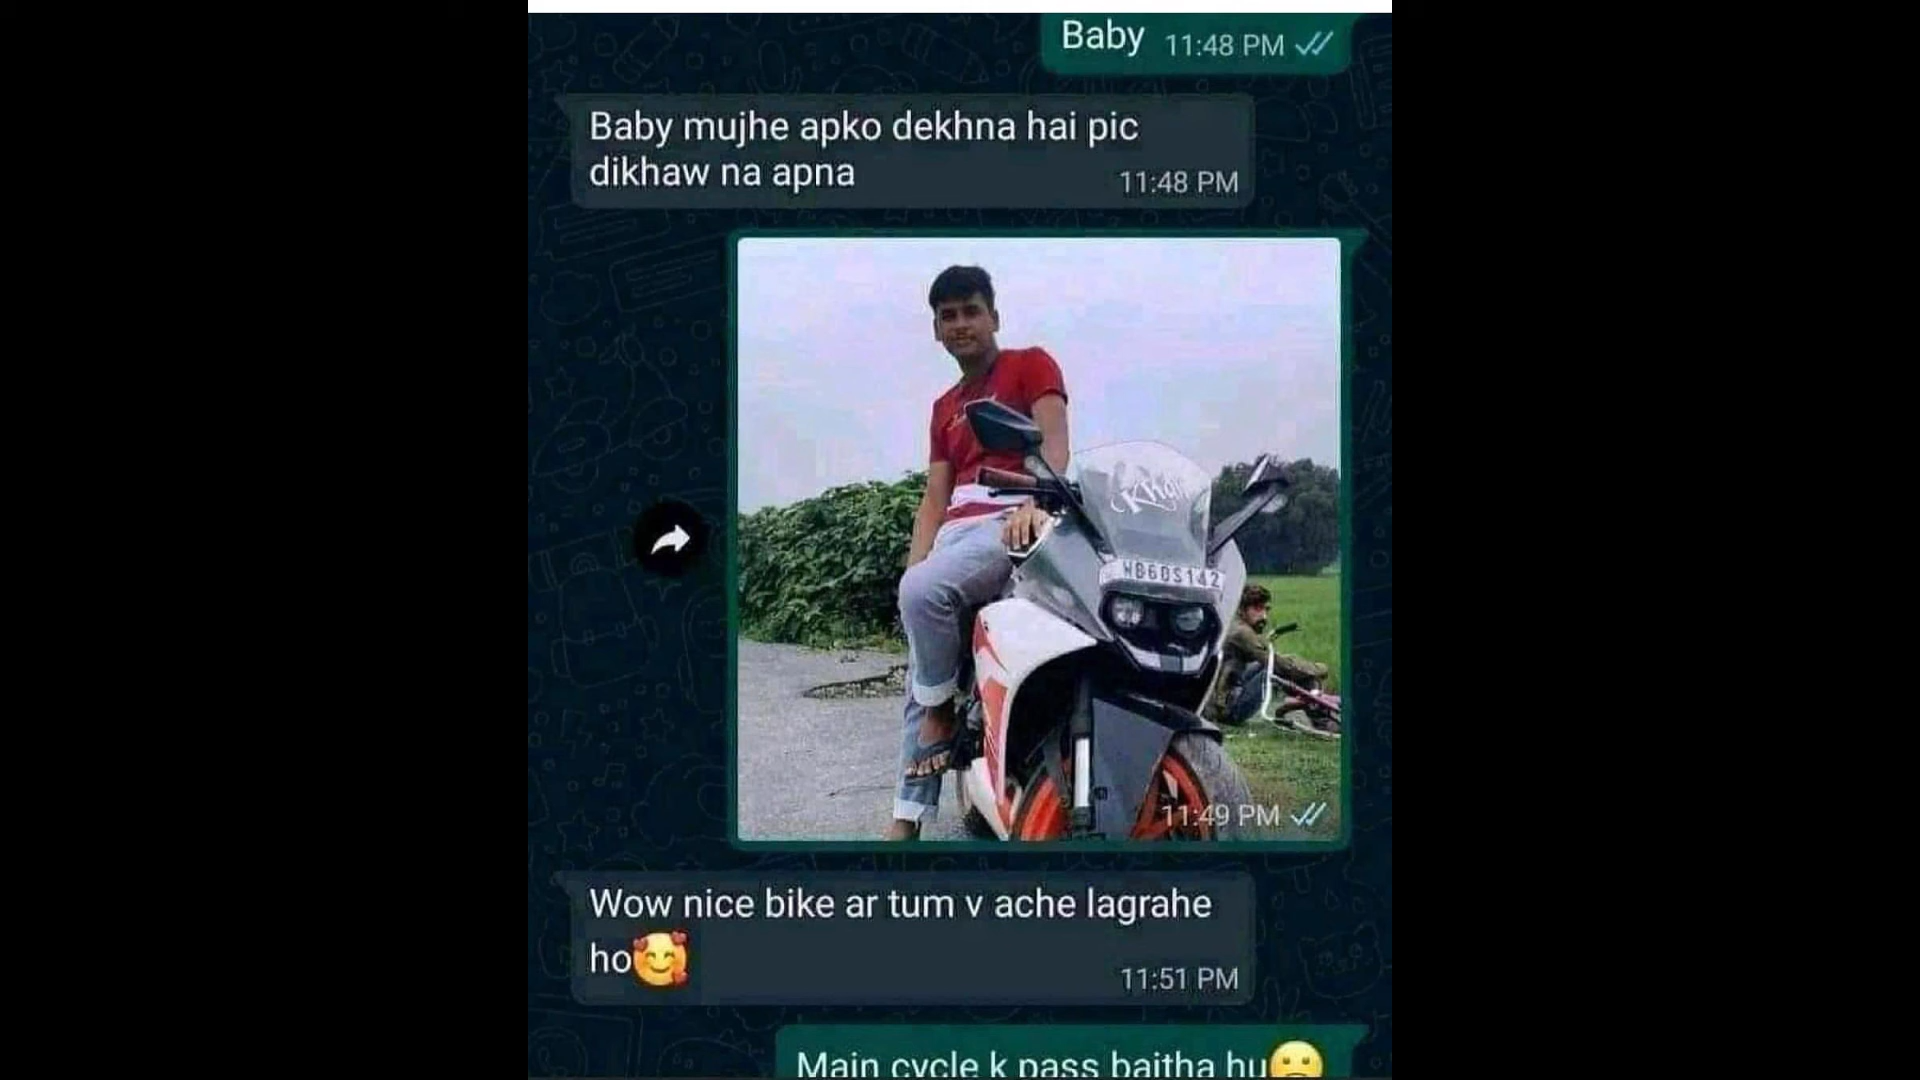 Baby 11:48 PM
Baby mujhe apko dekhna hai pic
dikhaw na apna 11:48 PM
WB60S142
11:49 PM
Wow nice bike ar tum v ache lagrahe
ho🥰
11:51 PM
Main cycle k pass baitha hu🙁